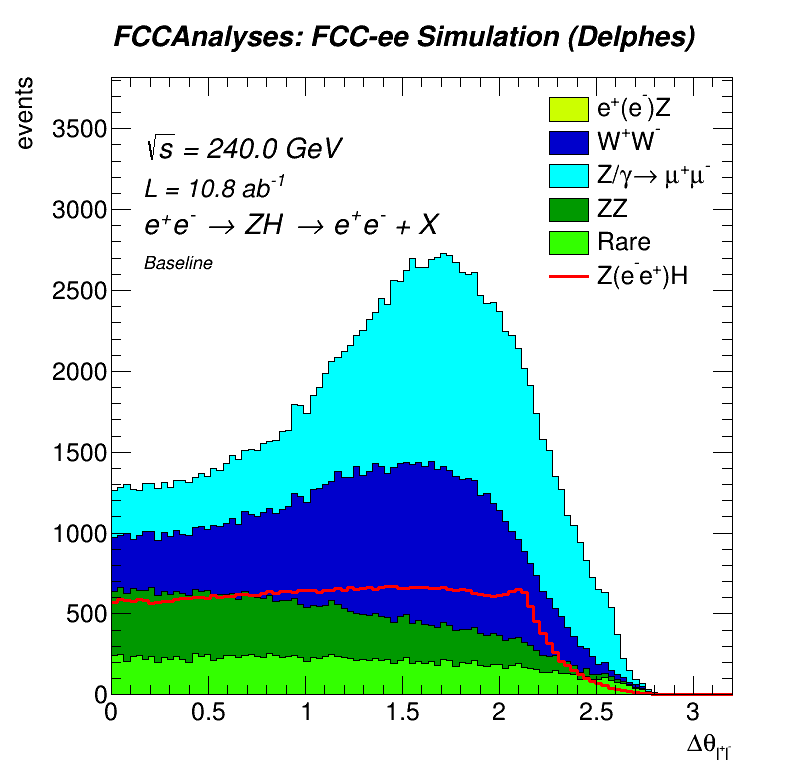 FCCAnalyses: FCC-ee Simulation (Delphes)
events
√s = 240.0 GeV
L = 10.8 ab⁻¹
e⁺e⁻ → ZH → e⁺e⁻ + X
Baseline
e⁺(e⁻)Z
W⁺W⁻
Z/γ→ μ⁺μ⁻
ZZ
Rare
Z(e⁻e⁺)H
3500
3000
2500
2000
1500
1000
500
0
0 0.5 1 1.5 2 2.5 3
Δθ_l⁺l⁻